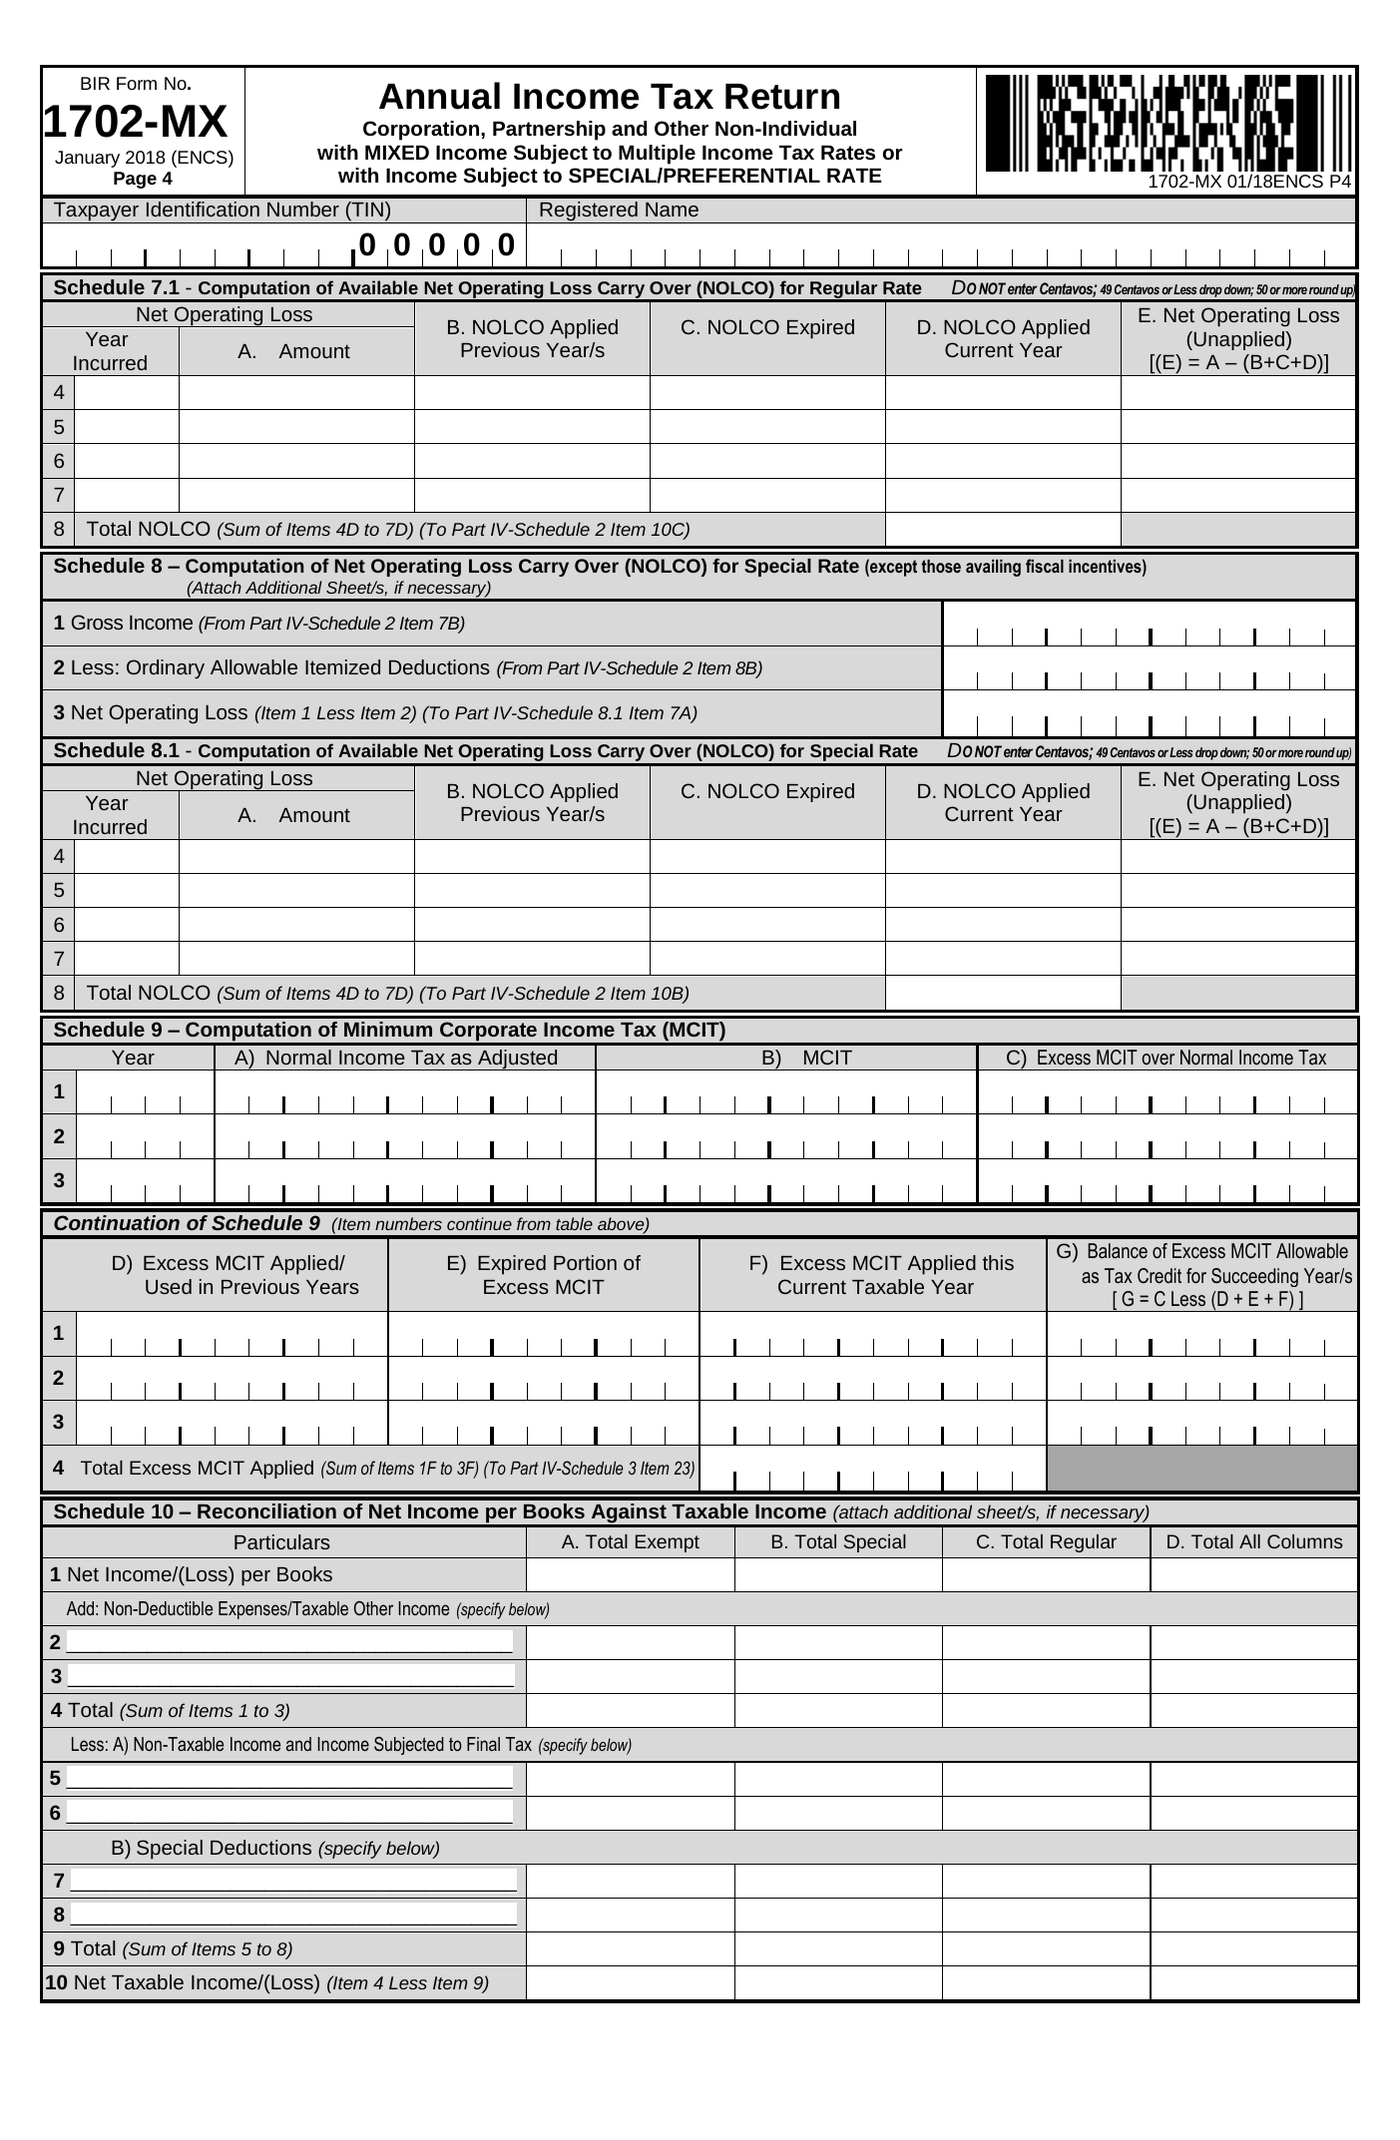 BIR Form No.
1702-MX
January 2018 (ENCS)
Page 4
Annual Income Tax Return
Corporation, Partnership and Other Non-Individual
with MIXED Income Subject to Multiple Income Tax Rates or
with Income Subject to SPECIAL/PREFERENTIAL RATE
1702-MX 01/18ENCS P4
Taxpayer Identification Number (TIN)
Registered Name
0 0 0 0 0
Schedule 7.1 - Computation of Available Net Operating Loss Carry Over (NOLCO) for Regular Rate DO NOT enter Centavos; 49 Centavos or Less drop down; 50 or more round up)
Net Operating Loss
Year
Incurred
A. Amount
B. NOLCO Applied
Previous Year/s
C. NOLCO Expired
D. NOLCO Applied
Current Year
E. Net Operating Loss
(Unapplied)
[(E) = A – (B+C+D)]
4
5
6
7
8 Total NOLCO (Sum of Items 4D to 7D) (To Part IV-Schedule 2 Item 10C)
Schedule 8 – Computation of Net Operating Loss Carry Over (NOLCO) for Special Rate (except those availing fiscal incentives)
(Attach Additional Sheet/s, if necessary)
1 Gross Income (From Part IV-Schedule 2 Item 7B)
2 Less: Ordinary Allowable Itemized Deductions (From Part IV-Schedule 2 Item 8B)
3 Net Operating Loss (Item 1 Less Item 2) (To Part IV-Schedule 8.1 Item 7A)
Schedule 8.1 - Computation of Available Net Operating Loss Carry Over (NOLCO) for Special Rate DO NOT enter Centavos; 49 Centavos or Less drop down; 50 or more round up)
Net Operating Loss
Year
Incurred
A. Amount
B. NOLCO Applied
Previous Year/s
C. NOLCO Expired
D. NOLCO Applied
Current Year
E. Net Operating Loss
(Unapplied)
[(E) = A – (B+C+D)]
4
5
6
7
8 Total NOLCO (Sum of Items 4D to 7D) (To Part IV-Schedule 2 Item 10B)
Schedule 9 – Computation of Minimum Corporate Income Tax (MCIT)
Year A) Normal Income Tax as Adjusted B) MCIT C) Excess MCIT over Normal Income Tax
1
2
3
Continuation of Schedule 9 (Item numbers continue from table above)
D) Excess MCIT Applied/
Used in Previous Years
E) Expired Portion of
Excess MCIT
F) Excess MCIT Applied this
Current Taxable Year
G) Balance of Excess MCIT Allowable
as Tax Credit for Succeeding Year/s
[ G = C Less (D + E + F) ]
1
2
3
4 Total Excess MCIT Applied (Sum of Items 1F to 3F) (To Part IV-Schedule 3 Item 23)
Schedule 10 – Reconciliation of Net Income per Books Against Taxable Income (attach additional sheet/s, if necessary)
Particulars A. Total Exempt B. Total Special C. Total Regular D. Total All Columns
1 Net Income/(Loss) per Books
Add: Non-Deductible Expenses/Taxable Other Income (specify below)
2
3
4 Total (Sum of Items 1 to 3)
Less: A) Non-Taxable Income and Income Subjected to Final Tax (specify below)
5
6
B) Special Deductions (specify below)
7
8
9 Total (Sum of Items 5 to 8)
10 Net Taxable Income/(Loss) (Item 4 Less Item 9)